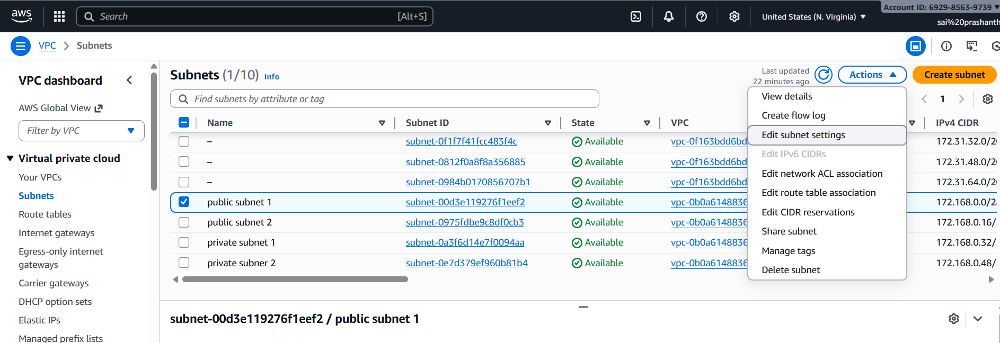 aws
Search
[Alt+S]
United States (N. Virginia)
Account ID: 6929-8563-9739
sai%20prashanth
VPC
Subnets
VPC dashboard
AWS Global View
Filter by VPC
Virtual private cloud
Your VPCs
Subnets
Route tables
Internet gateways
Egress-only internet
gateways
Carrier gateways
DHCP option sets
Elastic IPs
Managed prefix lists
Subnets (1/10) Info
Last updated
22 minutes ago
Actions
Create subnet
Find subnets by attribute or tag
1
Name Subnet ID State VPC IPv4 CIDR
– subnet-0f1f7f41fcc483f4c Available vpc-0f163bdd6bd 172.31.32.0/20
– subnet-0812f0a8f8a356885 Available vpc-0f163bdd6bd 172.31.48.0/20
– subnet-0984b0170856707b1 Available vpc-0f163bdd6bd 172.31.64.0/20
public subnet 1 subnet-00d3e119276f1eef2 Available vpc-0b0a6148836 172.168.0.0/28
public subnet 2 subnet-0975fdbe9c8df0cb3 Available vpc-0b0a6148836 172.168.0.16/
private subnet 1 subnet-0a3f6d14e7f0094aa Available vpc-0b0a6148836 172.168.0.32/
private subner 2 subnet-0e7d379ef960b81b4 Available vpc-0b0a6148836 172.168.0.48/
View details
Create flow log
Edit subnet settings
Edit IPv6 CIDRs
Edit network ACL association
Edit route table association
Edit CIDR reservations
Share subnet
Manage tags
Delete subnet
subnet-00d3e119276f1eef2 / public subnet 1